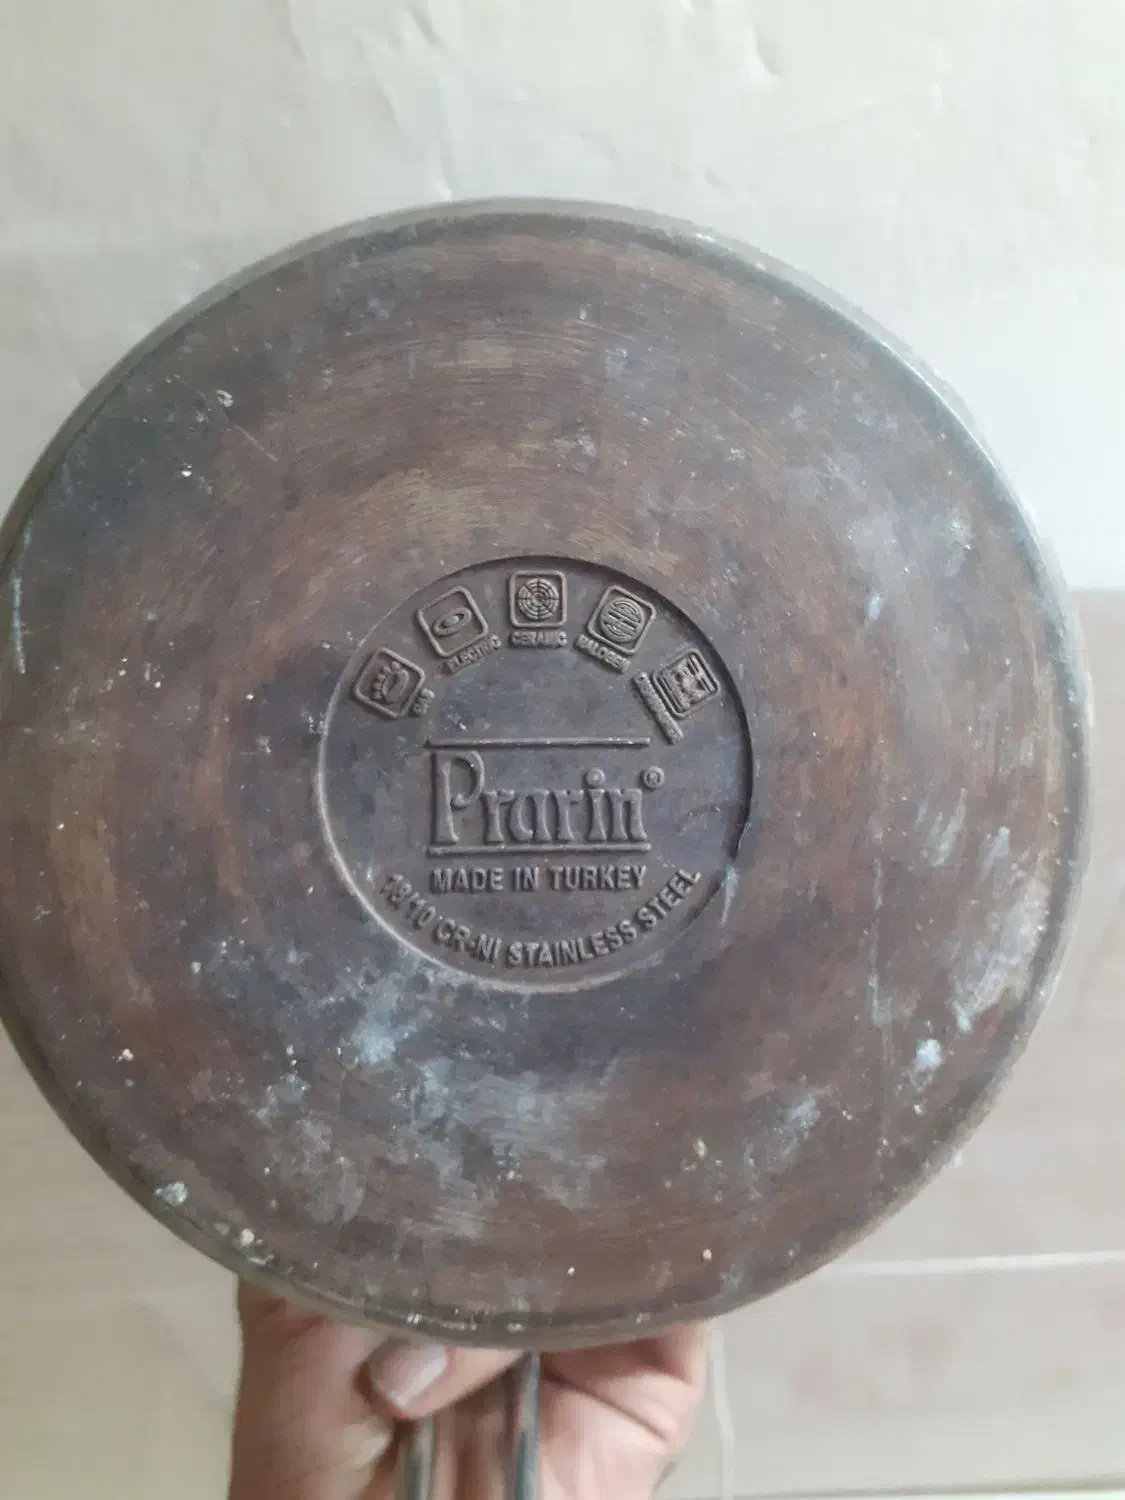 GAS
ELECTRIC
CERAMIC
HALOGEN
Prarin®
MADE IN TURKEY
18/10 CR-NI STAINLESS STEEL